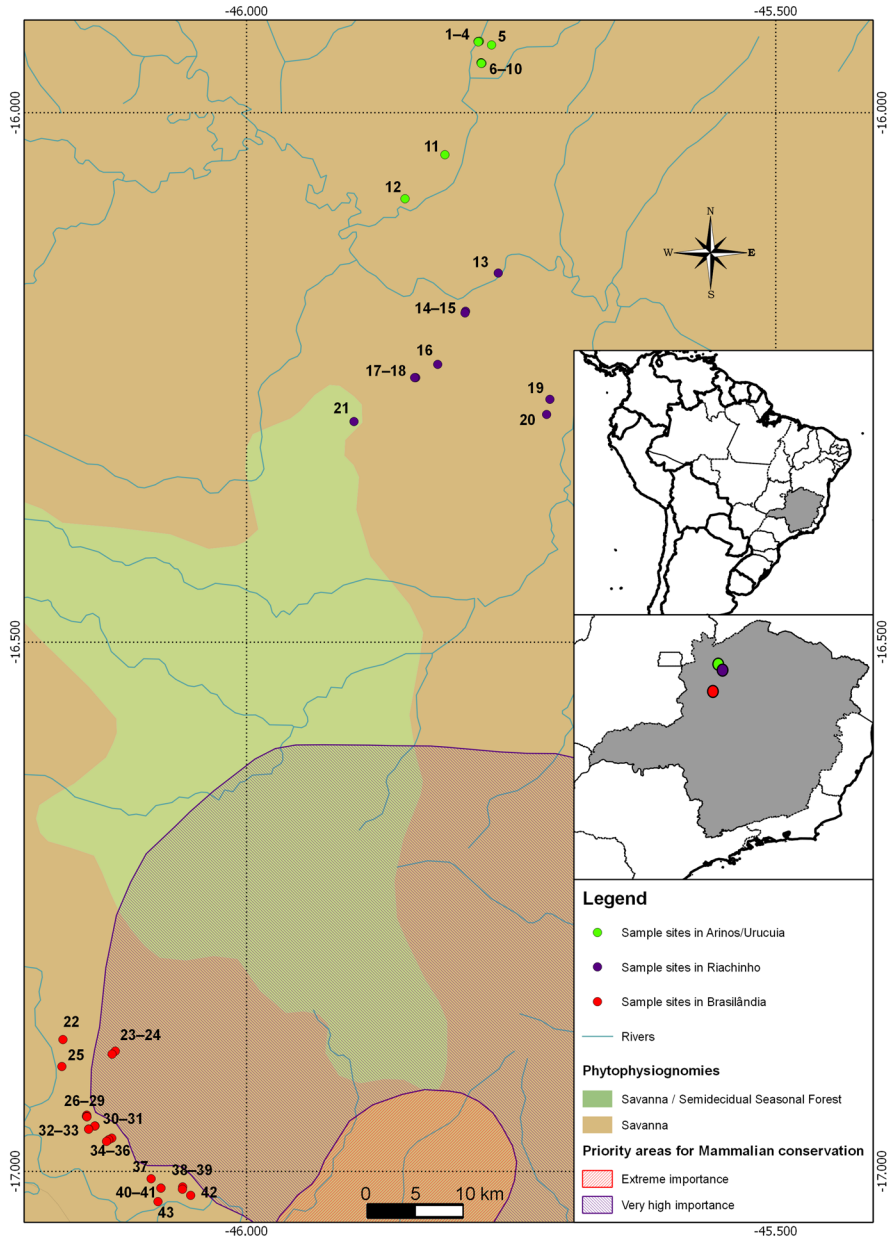 -46.000
-45.500
1–4
5
6–10
-16.000
-16.000
11
12
N
W
E
S
13
14–15
16
17–18
19
20
21
-16.500
-16.500
22
23–24
25
26–29
30–31
32–33
34–36
37
38–39
40–41
42
43
-17.000
-17.000
0 5 10 km
-46.000
-45.500
Legend
Sample sites in Arinos/Urucuia
Sample sites in Riachinho
Sample sites in Brasilândia
Rivers
Phytophysiognomies
Savanna / Semidecidual Seasonal Forest
Savanna
Priority areas for Mammalian conservation
Extreme importance
Very high importance